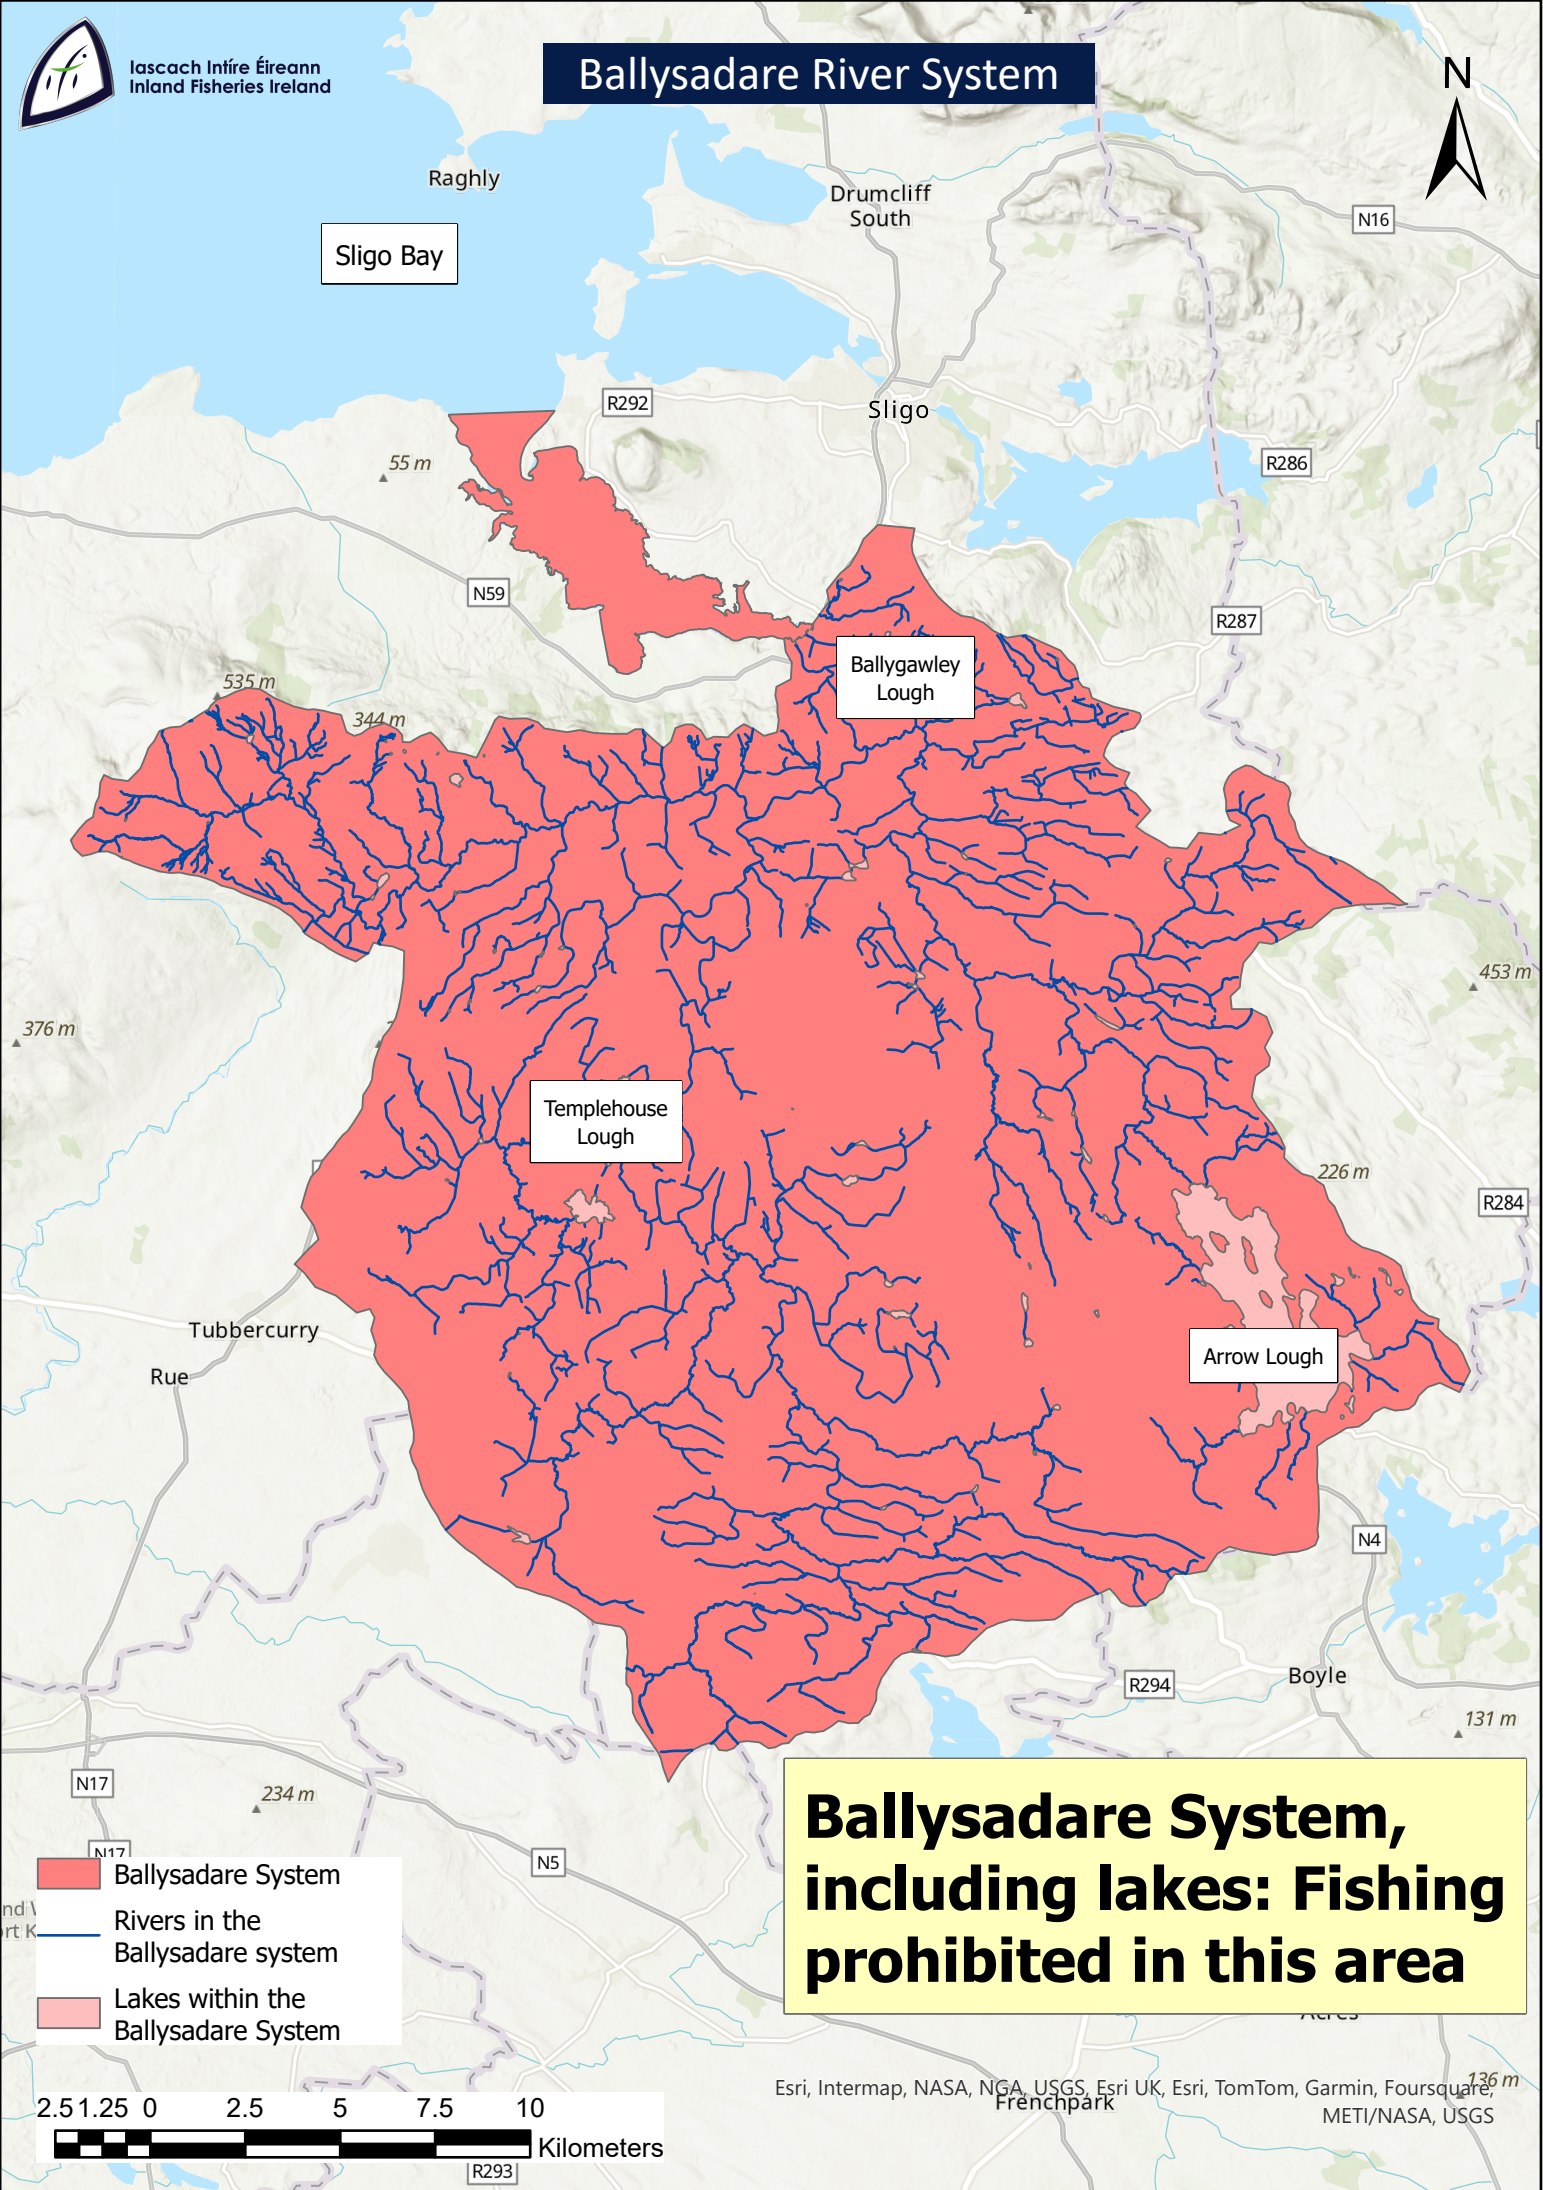 Iascach Intíre Éireann
Inland Fisheries Ireland
Ballysadare River System
N
Raghly
Drumcliff
South
N16
Sligo Bay
R292
Sligo
55 m
R286
N59
R287
Ballygawley
Lough
535 m
344 m
453 m
376 m
Templehouse
Lough
226 m
R284
Tubbercurry
Arrow Lough
Rue
N4
Boyle
R294
131 m
N17
234 m
N17
N5
Ballysadare System,
including lakes: Fishing
prohibited in this area
Ballysadare System
Rivers in the
Ballysadare system
Lakes within the
Ballysadare System
136 m
Esri, Intermap, NASA, NGA, USGS, Esri UK, Esri, TomTom, Garmin, Foursquare,
METI/NASA, USGS
Frenchpark
2.5 1.25 0 2.5 5 7.5 10
Kilometers
R293